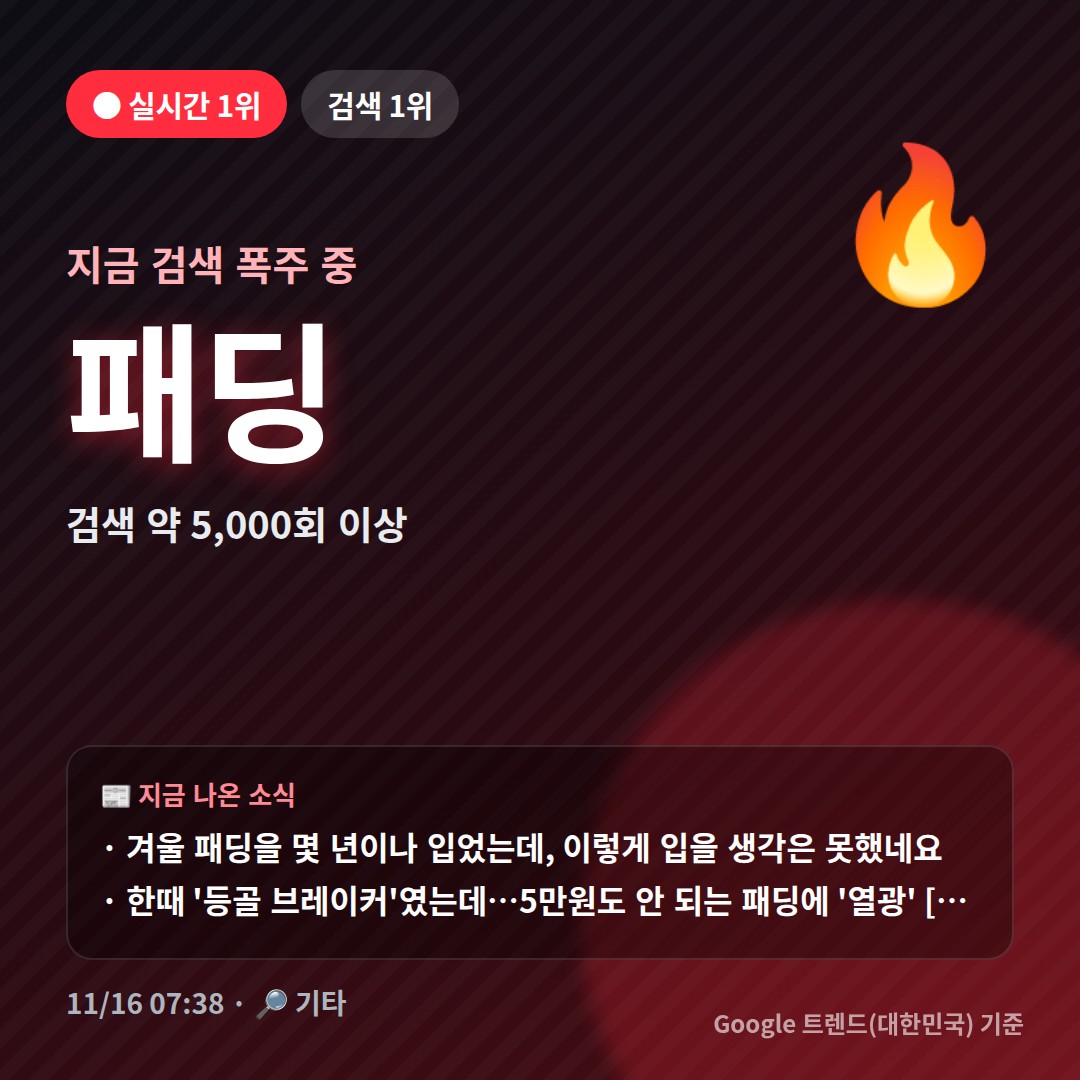 실시간 1위
검색 1위
지금 검색 폭주 중
패딩
검색 약 5,000회 이상
📰 지금 나온 소식
· 겨울 패딩을 몇 년이나 입었는데, 이렇게 입을 생각은 못했네요
· 한때 '등골 브레이커'였는데…5만원도 안 되는 패딩에 '열광' […
11/16 07:38 · 🔎 기타
Google 트렌드(대한민국) 기준